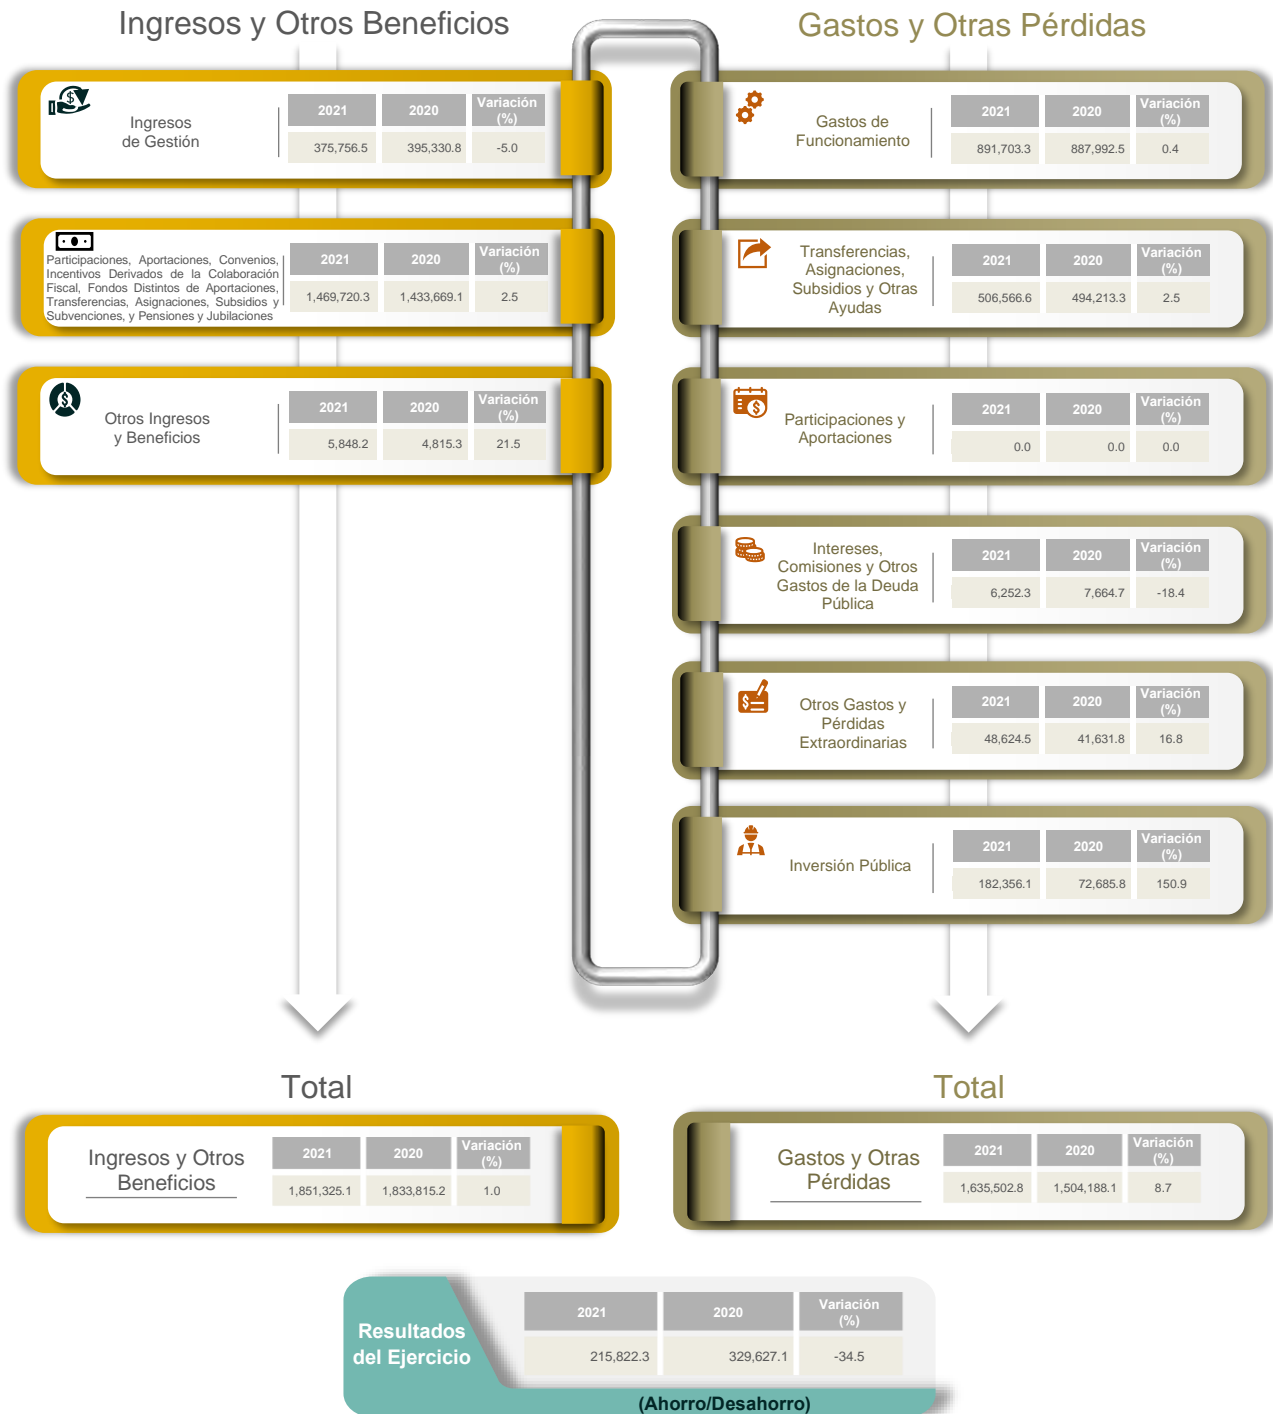 Ingresos y Otros Beneficios
Ingresos
de Gestión
2021 2020 Variación
(%)
375,756.5 395,330.8 -5.0
Participaciones, Aportaciones, Convenios,
Incentivos Derivados de la Colaboración
Fiscal, Fondos Distintos de Aportaciones,
Transferencias, Asignaciones, Subsidios y
Subvenciones, y Pensiones y Jubilaciones
2021 2020 Variación
(%)
1,469,720.3 1,433,669.1 2.5
Otros Ingresos
y Beneficios
2021 2020 Variación
(%)
5,848.2 4,815.3 21.5
Gastos y Otras Pérdidas
Gastos de
Funcionamiento
2021 2020 Variación
(%)
891,703.3 887,992.5 0.4
Transferencias,
Asignaciones,
Subsidios y Otras
Ayudas
2021 2020 Variación
(%)
506,566.6 494,213.3 2.5
Participaciones y
Aportaciones
2021 2020 Variación
(%)
0.0 0.0 0.0
Intereses,
Comisiones y Otros
Gastos de la Deuda
Pública
2021 2020 Variación
(%)
6,252.3 7,664.7 -18.4
Otros Gastos y
Pérdidas
Extraordinarias
2021 2020 Variación
(%)
48,624.5 41,631.8 16.8
Inversión Pública
2021 2020 Variación
(%)
182,356.1 72,685.8 150.9
Total
Ingresos y Otros
Beneficios
2021 2020 Variación
(%)
1,851,325.1 1,833,815.2 1.0
Total
Gastos y Otras
Pérdidas
2021 2020 Variación
(%)
1,635,502.8 1,504,188.1 8.7
Resultados
del Ejercicio
2021 2020 Variación
(%)
215,822.3 329,627.1 -34.5
(Ahorro/Desahorro)